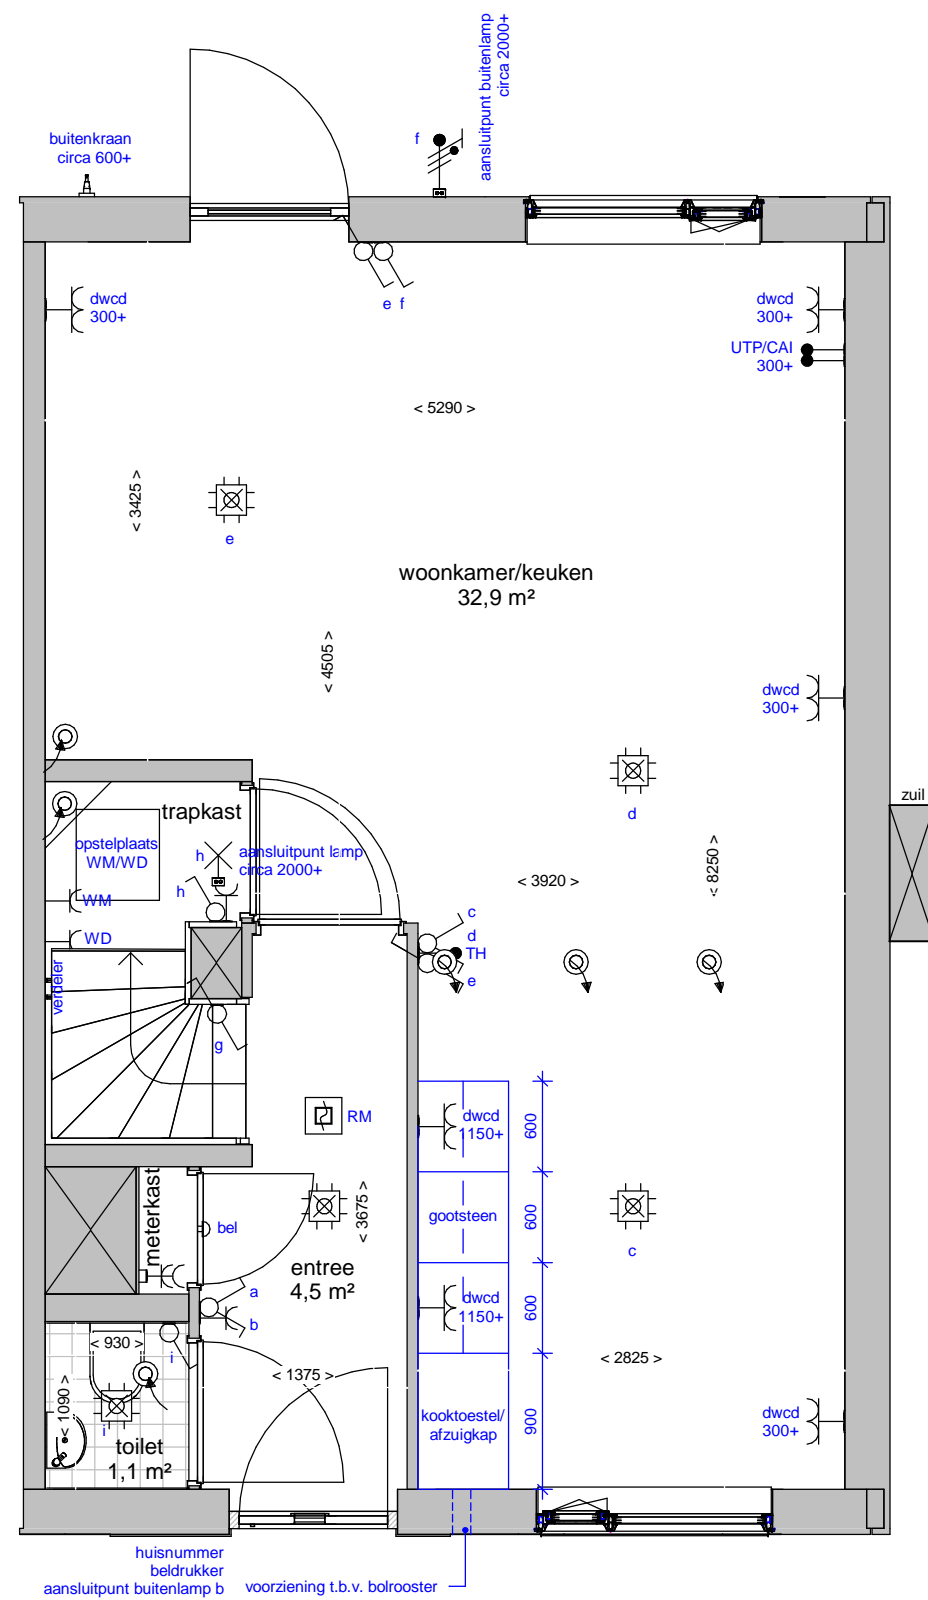 aansluitpunt buitenlamp
circa 2000+
buitenkraan
circa 600+
f
e f
dwcd
300+
dwcd
300+
UTP/CAI
300+
< 5290 >
< 3425 >
e
woonkamer/keuken
32,9 m²
< 4505 >
dwcd
300+
d
zuil
trapkast
opstelplaats
WM/WD
h
aansluitpunt lamp
circa 2000+
h
WM
WD
< 3920 >
< 8250 >
c
d
TH
e
verdeler
g
RM
dwcd
1150+
600
gootsteen
600
dwcd
1150+
600
kooktoestel/
afzuigkap
900
meterkast
bel
< 3675 >
entree
4,5 m²
a
b
c
< 930 >
i
< 1375 >
< 2825 >
< 1090 >
i
toilet
1,1 m²
dwcd
300+
huisnummer
beldrukker
aansluitpunt buitenlamp b
voorziening t.b.v. bolrooster